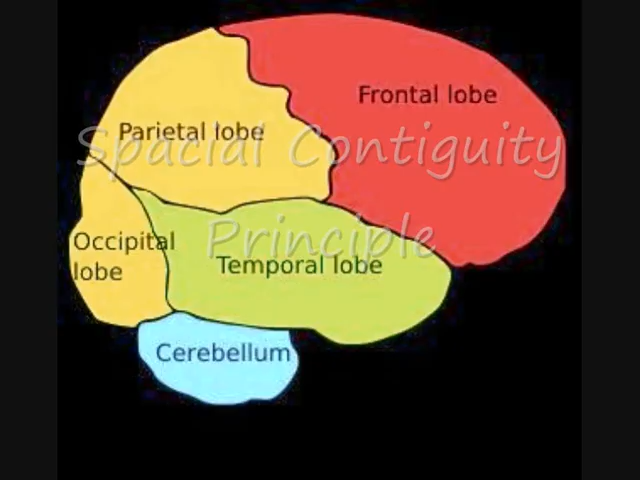 Frontal lobe
Parietal lobe
Spacial Contiguity
Principle
Occipital
lobe
Temporal lobe
Cerebellum